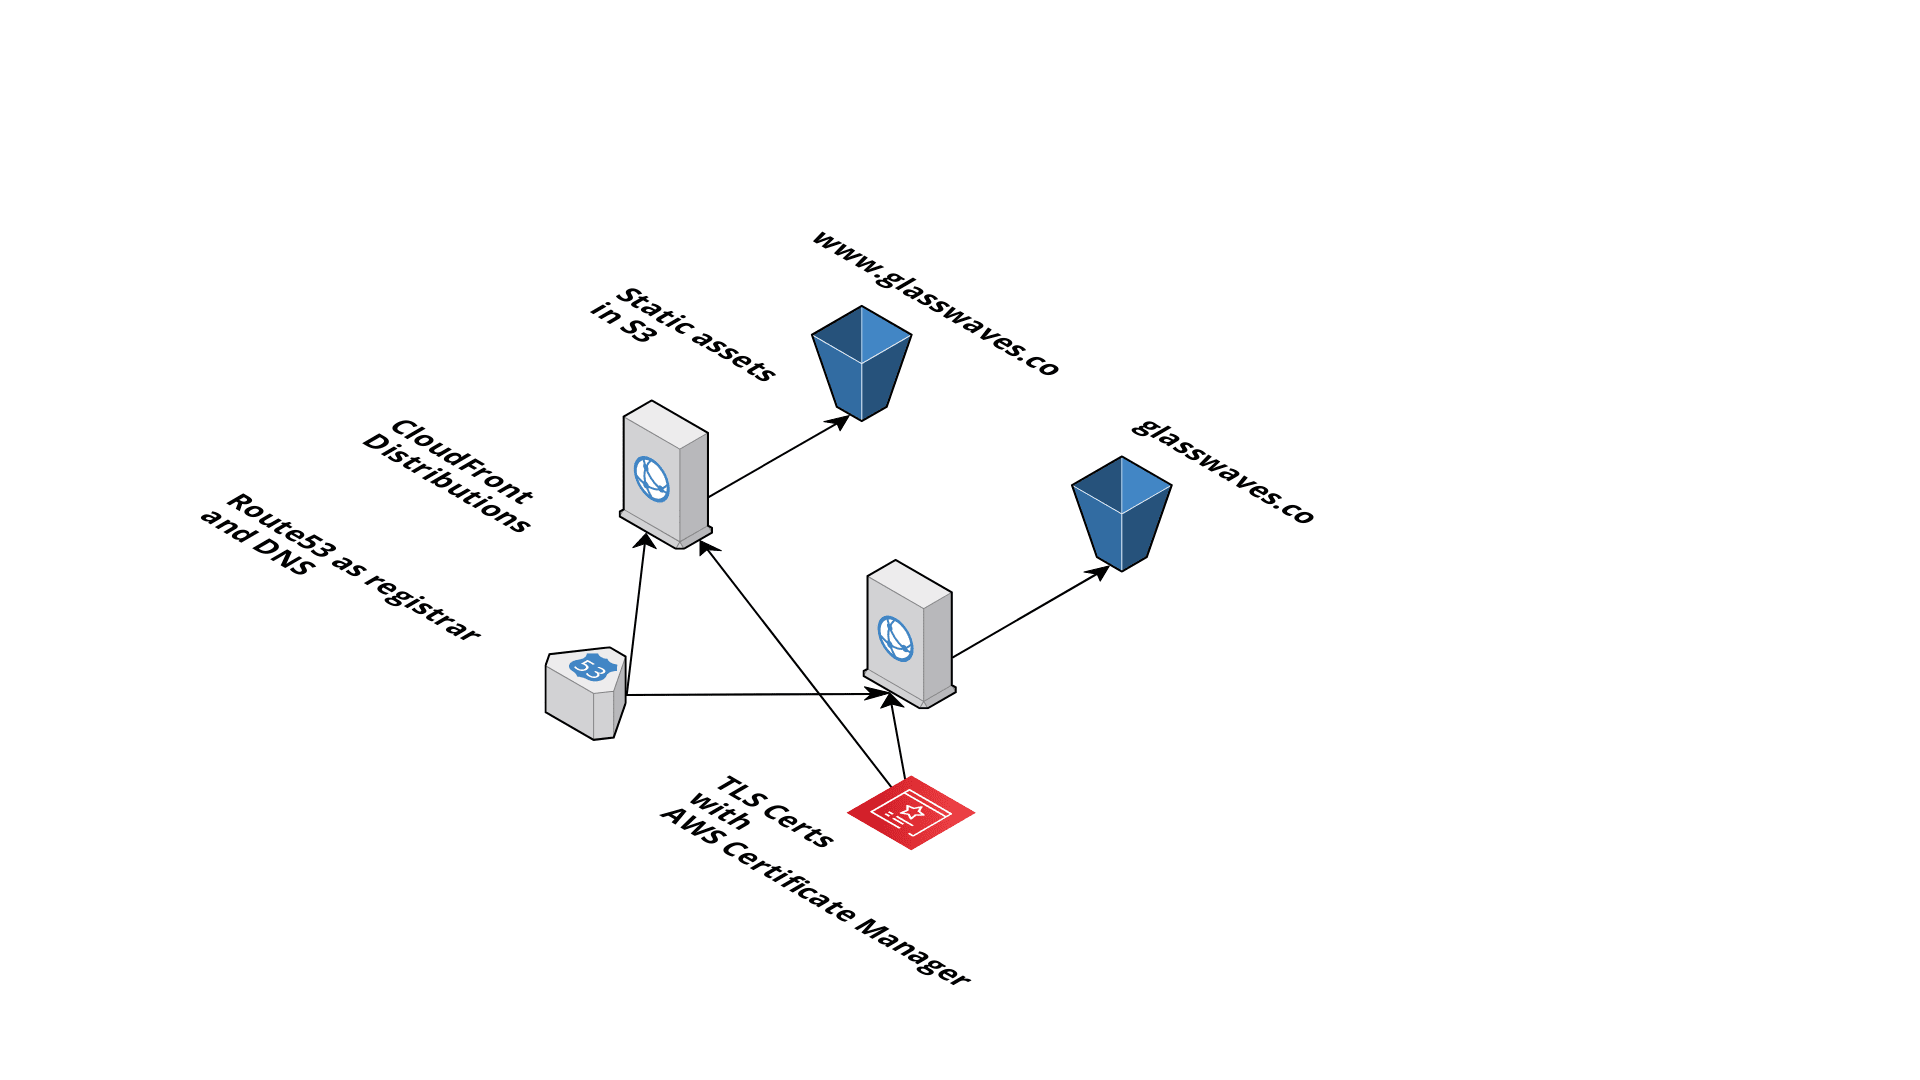 www.glasswaves.co
Static assets
in S3
glasswaves.co
CloudFront
Distributions
Route53 as registrar
and DNS
53
TLS Certs
with
AWS Certificate Manager